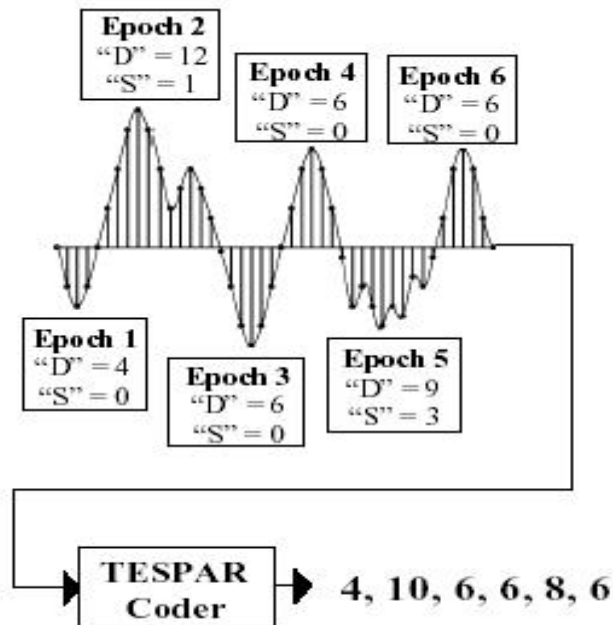 Epoch 2
“D” = 12
“S” = 1
Epoch 4
“D” = 6
“S” = 0
Epoch 6
“D” = 6
“S” = 0
Epoch 1
“D” = 4
“S” = 0
Epoch 3
“D” = 6
“S” = 0
Epoch 5
“D” = 9
“S” = 3
TESPAR
Coder
4, 10, 6, 6, 8, 6